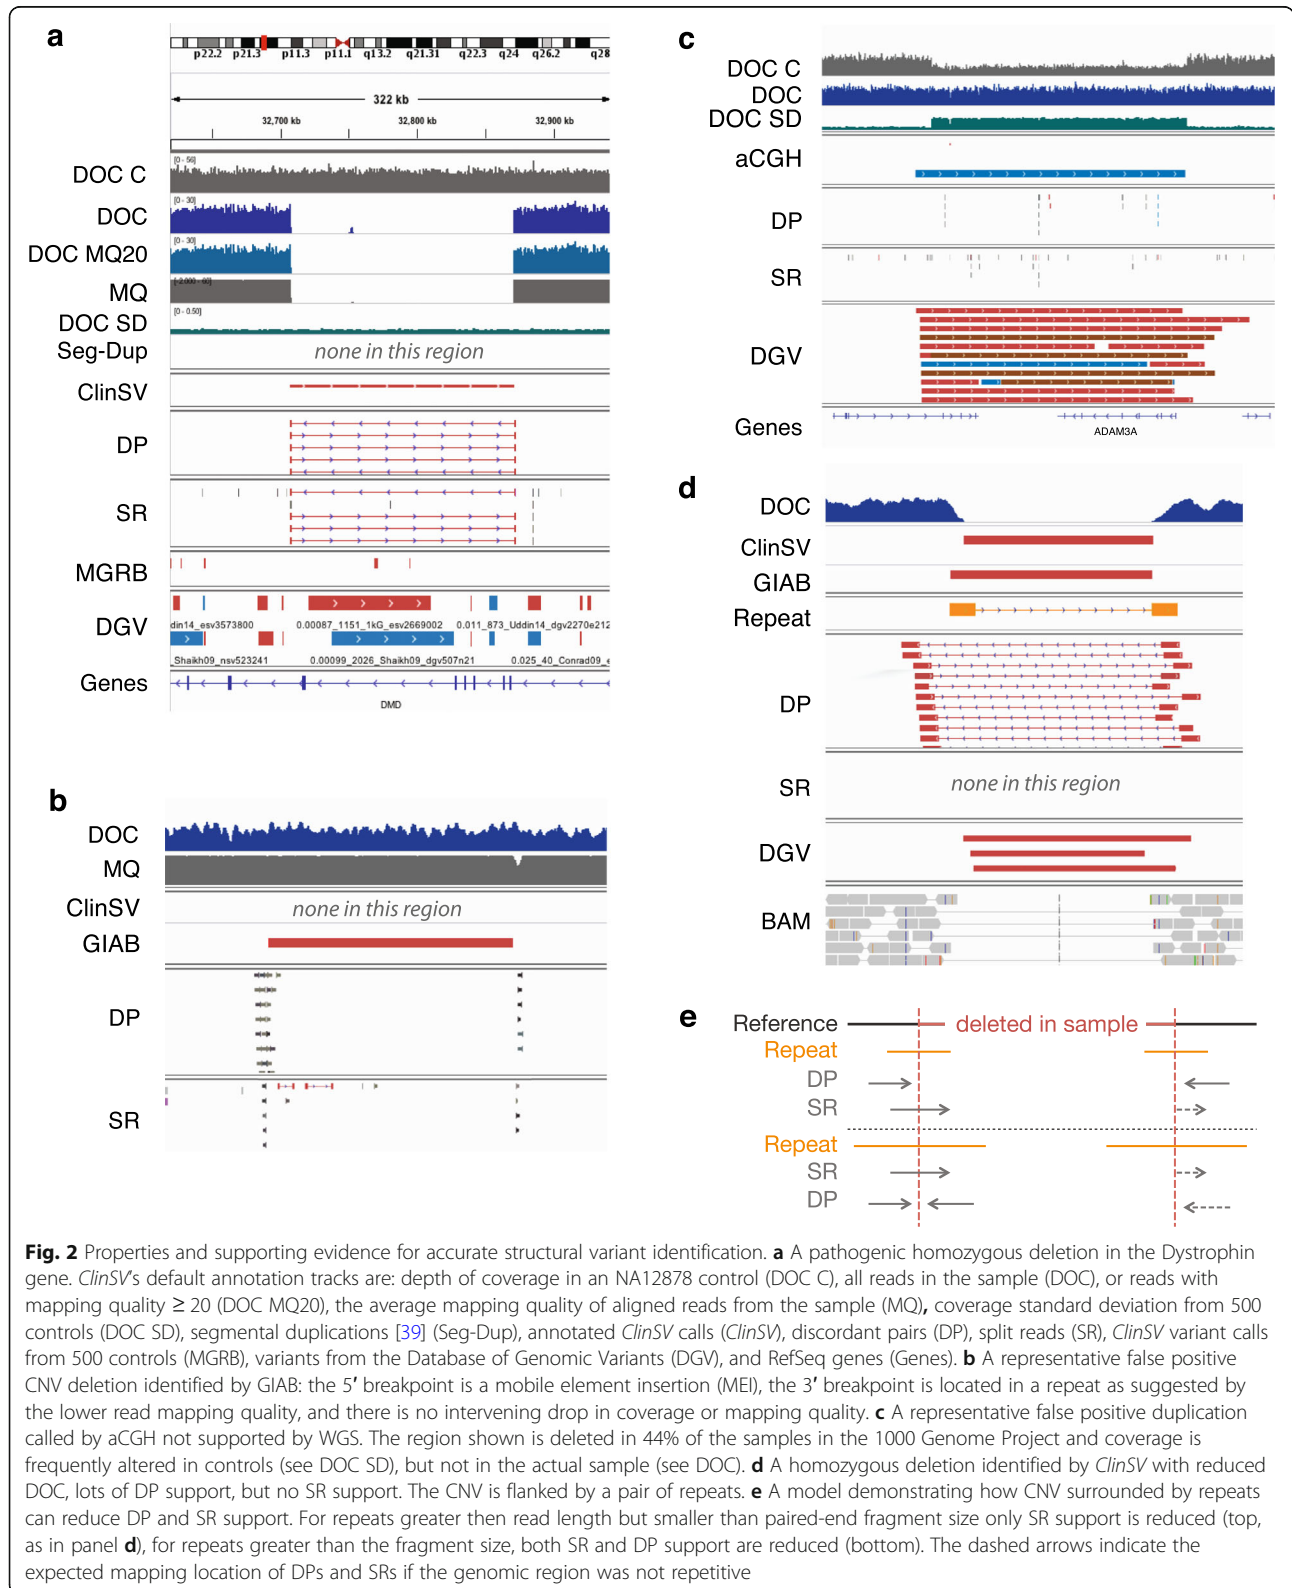 a
p22.2 p21.3 p11.3 p11.1 q13.2 q21.31 q22.3 q24 q26.2 q28
322 kb
32,700 kb 32,800 kb 32,900 kb
DOC C
[0 - 56]
DOC
[0 - 30]
DOC MQ20
[0 - 30]
MQ
DOC SD
[0 - 0.50]
Seg-Dup
none in this region
ClinSV
DP
SR
MGRB
DGV
din14_esv3573800 0.00087_1151_1kG_esv2669002 0.011_873_Uddin14_dgv2270e212
_Shaikh09_nsv523241 0.00099_2026_Shaikh09_dgv507n21 0.025_40_Conrad09_e
Genes
DMD
b
DOC
MQ
ClinSV
none in this region
GIAB
DP
SR
c
DOC C
DOC
DOC SD
aCGH
DP
SR
DGV
Genes
ADAM3A
d
DOC
ClinSV
GIAB
Repeat
DP
SR
none in this region
DGV
BAM
e
Reference deleted in sample
Repeat
DP
SR
Repeat
SR
DP
Fig. 2 Properties and supporting evidence for accurate structural variant identification. a A pathogenic homozygous deletion in the Dystrophin
gene. ClinSV's default annotation tracks are: depth of coverage in an NA12878 control (DOC C), all reads in the sample (DOC), or reads with
mapping quality ≥ 20 (DOC MQ20), the average mapping quality of aligned reads from the sample (MQ), coverage standard deviation from 500
controls (DOC SD), segmental duplications [39] (Seg-Dup), annotated ClinSV calls (ClinSV), discordant pairs (DP), split reads (SR), ClinSV variant calls
from 500 controls (MGRB), variants from the Database of Genomic Variants (DGV), and RefSeq genes (Genes). b A representative false positive
CNV deletion identified by GIAB: the 5′ breakpoint is a mobile element insertion (MEI), the 3′ breakpoint is located in a repeat as suggested by
the lower read mapping quality, and there is no intervening drop in coverage or mapping quality. c A representative false positive duplication
called by aCGH not supported by WGS. The region shown is deleted in 44% of the samples in the 1000 Genome Project and coverage is
frequently altered in controls (see DOC SD), but not in the actual sample (see DOC). d A homozygous deletion identified by ClinSV with reduced
DOC, lots of DP support, but no SR support. The CNV is flanked by a pair of repeats. e A model demonstrating how CNV surrounded by repeats
can reduce DP and SR support. For repeats greater then read length but smaller than paired-end fragment size only SR support is reduced (top,
as in panel d), for repeats greater than the fragment size, both SR and DP support are reduced (bottom). The dashed arrows indicate the
expected mapping location of DPs and SRs if the genomic region was not repetitive